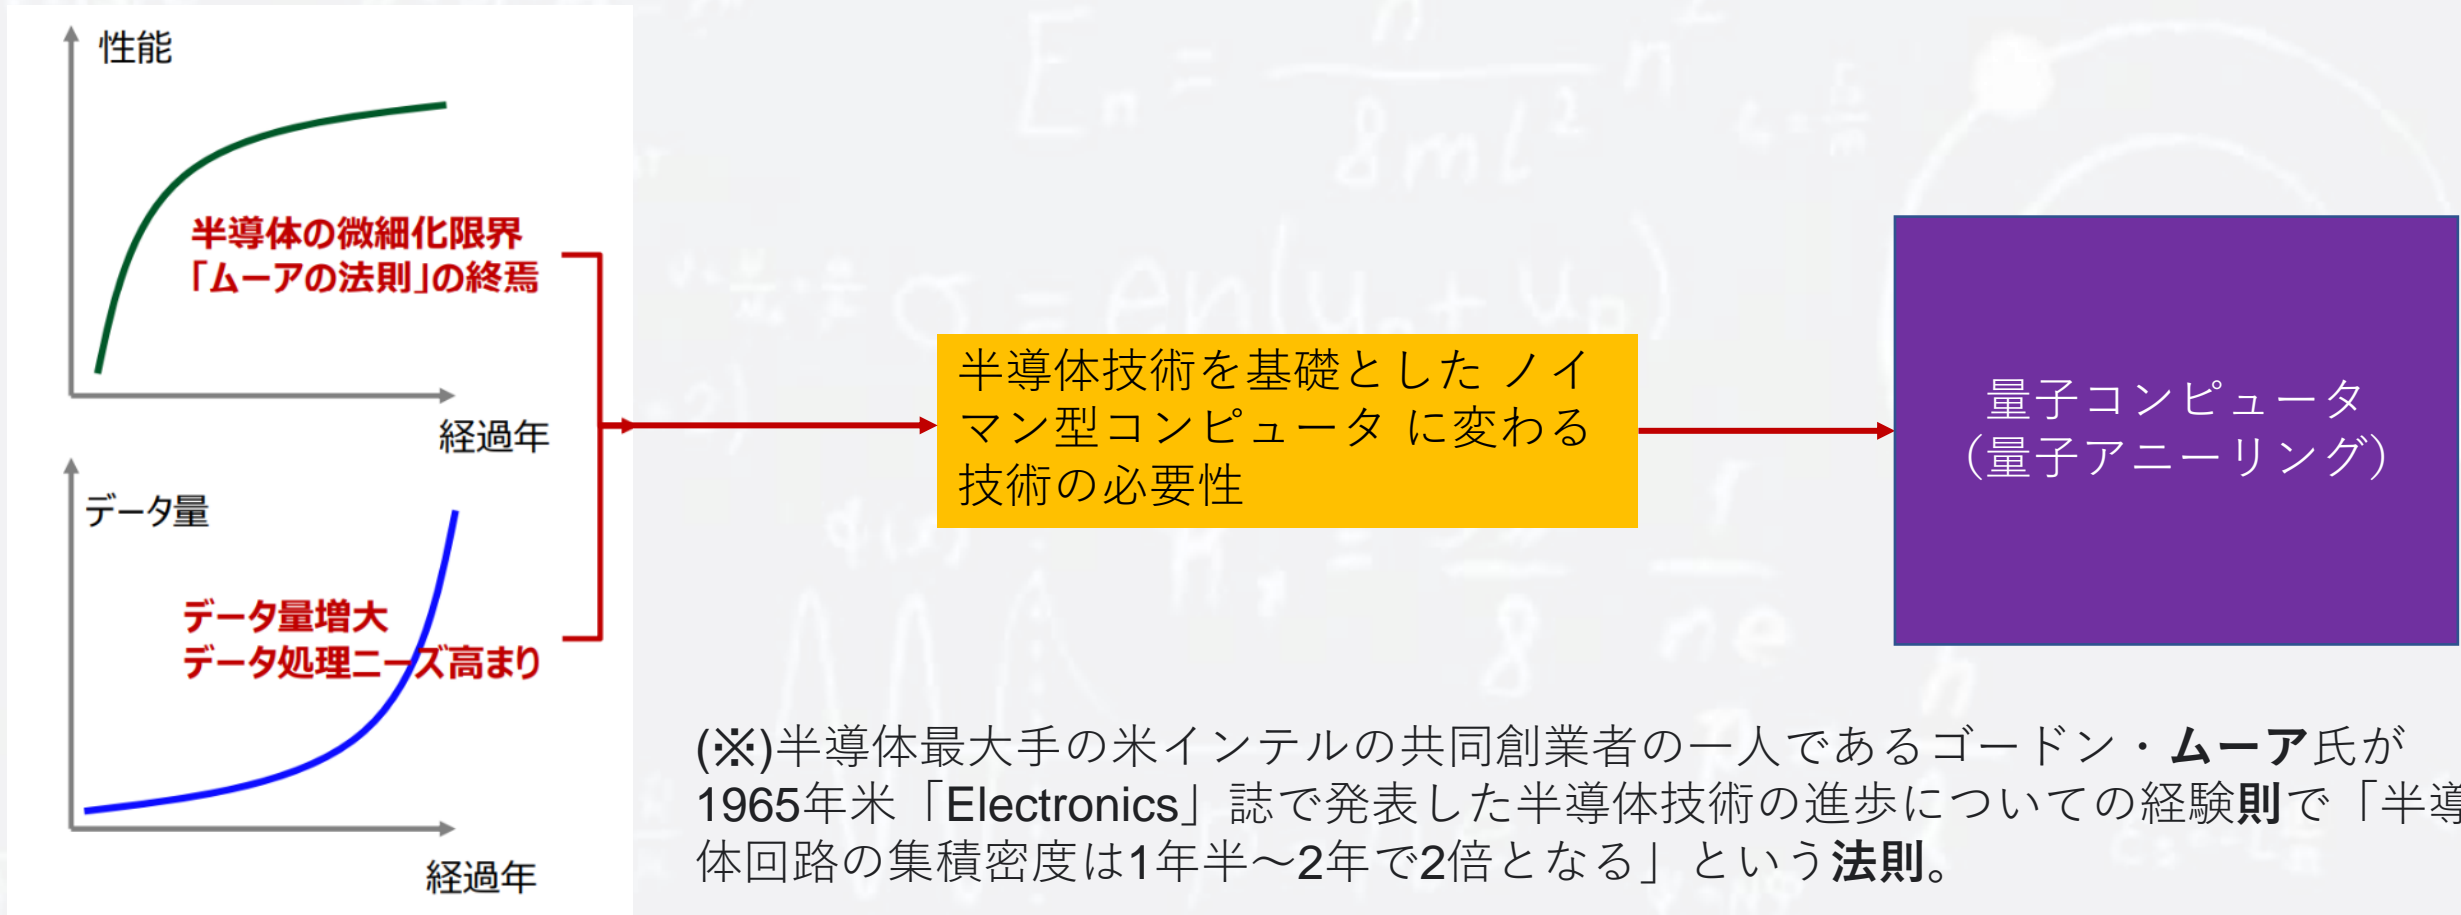 性能
半導体の微細化限界
「ムーアの法則」の終焉
経過年
データ量
データ量増大
データ処理ニーズ高まり
経過年
半導体技術を基礎とした ノイ
マン型コンピュータ に変わる
技術の必要性
量子コンピュータ
（量子アニーリング）
(※)半導体最大手の米インテルの共同創業者の一人であるゴードン・ムーア氏が
1965年米「Electronics」誌で発表した半導体技術の進歩についての経験則で「半導
体回路の集積密度は1年半～2年で2倍となる」という法則。